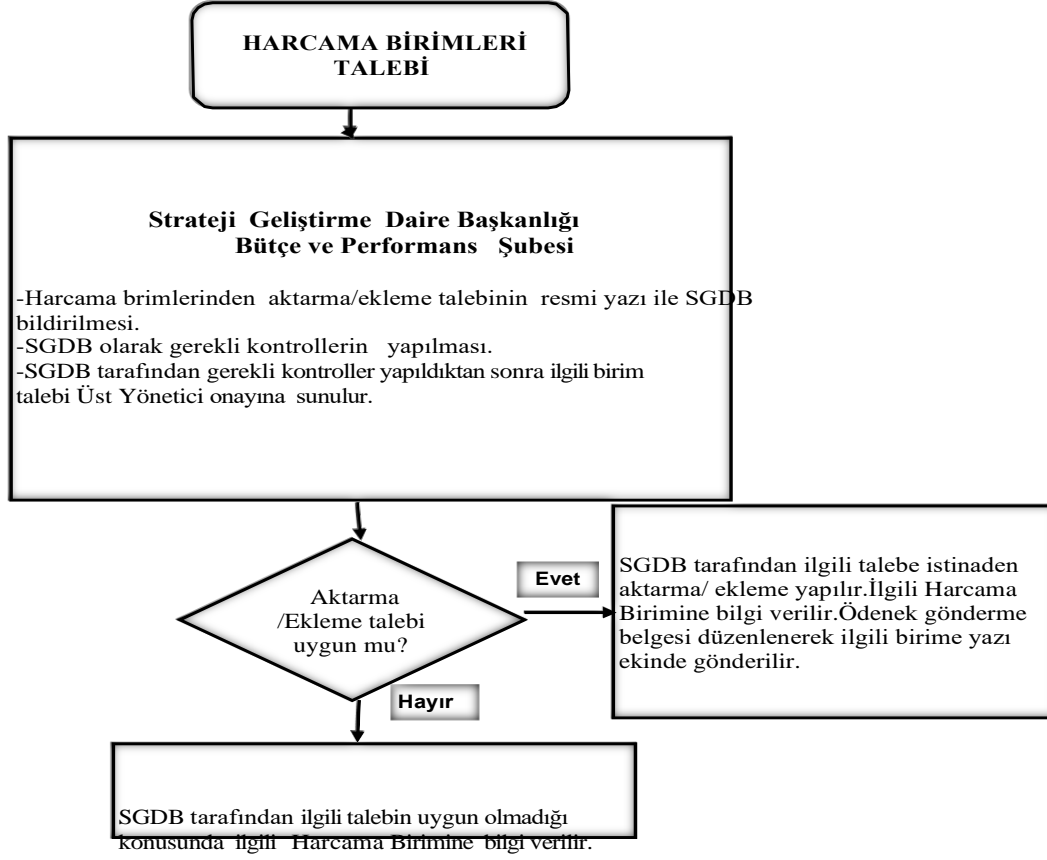 HARCAMA BİRİMLERİ
TALEBİ
Strateji Geliştirme Daire Başkanlığı
Bütçe ve Performans Şubesi
-Harcama brimlerinden aktarma/ekleme talebinin resmi yazı ile SGDB
bildirilmesi.
-SGDB olarak gerekli kontrollerin yapılması.
-SGDB tarafından gerekli kontroller yapıldıktan sonra ilgili birim
talebi Üst Yönetici onayına sunulur.
Aktarma
/Ekleme talebi
uygun mu?
Evet
SGDB tarafından ilgili talebe istinaden
aktarma/ ekleme yapılır.İlgili Harcama
Birimine bilgi verilir.Ödenek gönderme
belgesi düzenlenerek ilgili birime yazı
ekinde gönderilir.
Hayır
SGDB tarafından ilgili talebin uygun olmadığı
konusunda ilgili Harcama Birimine bilgi verilir.